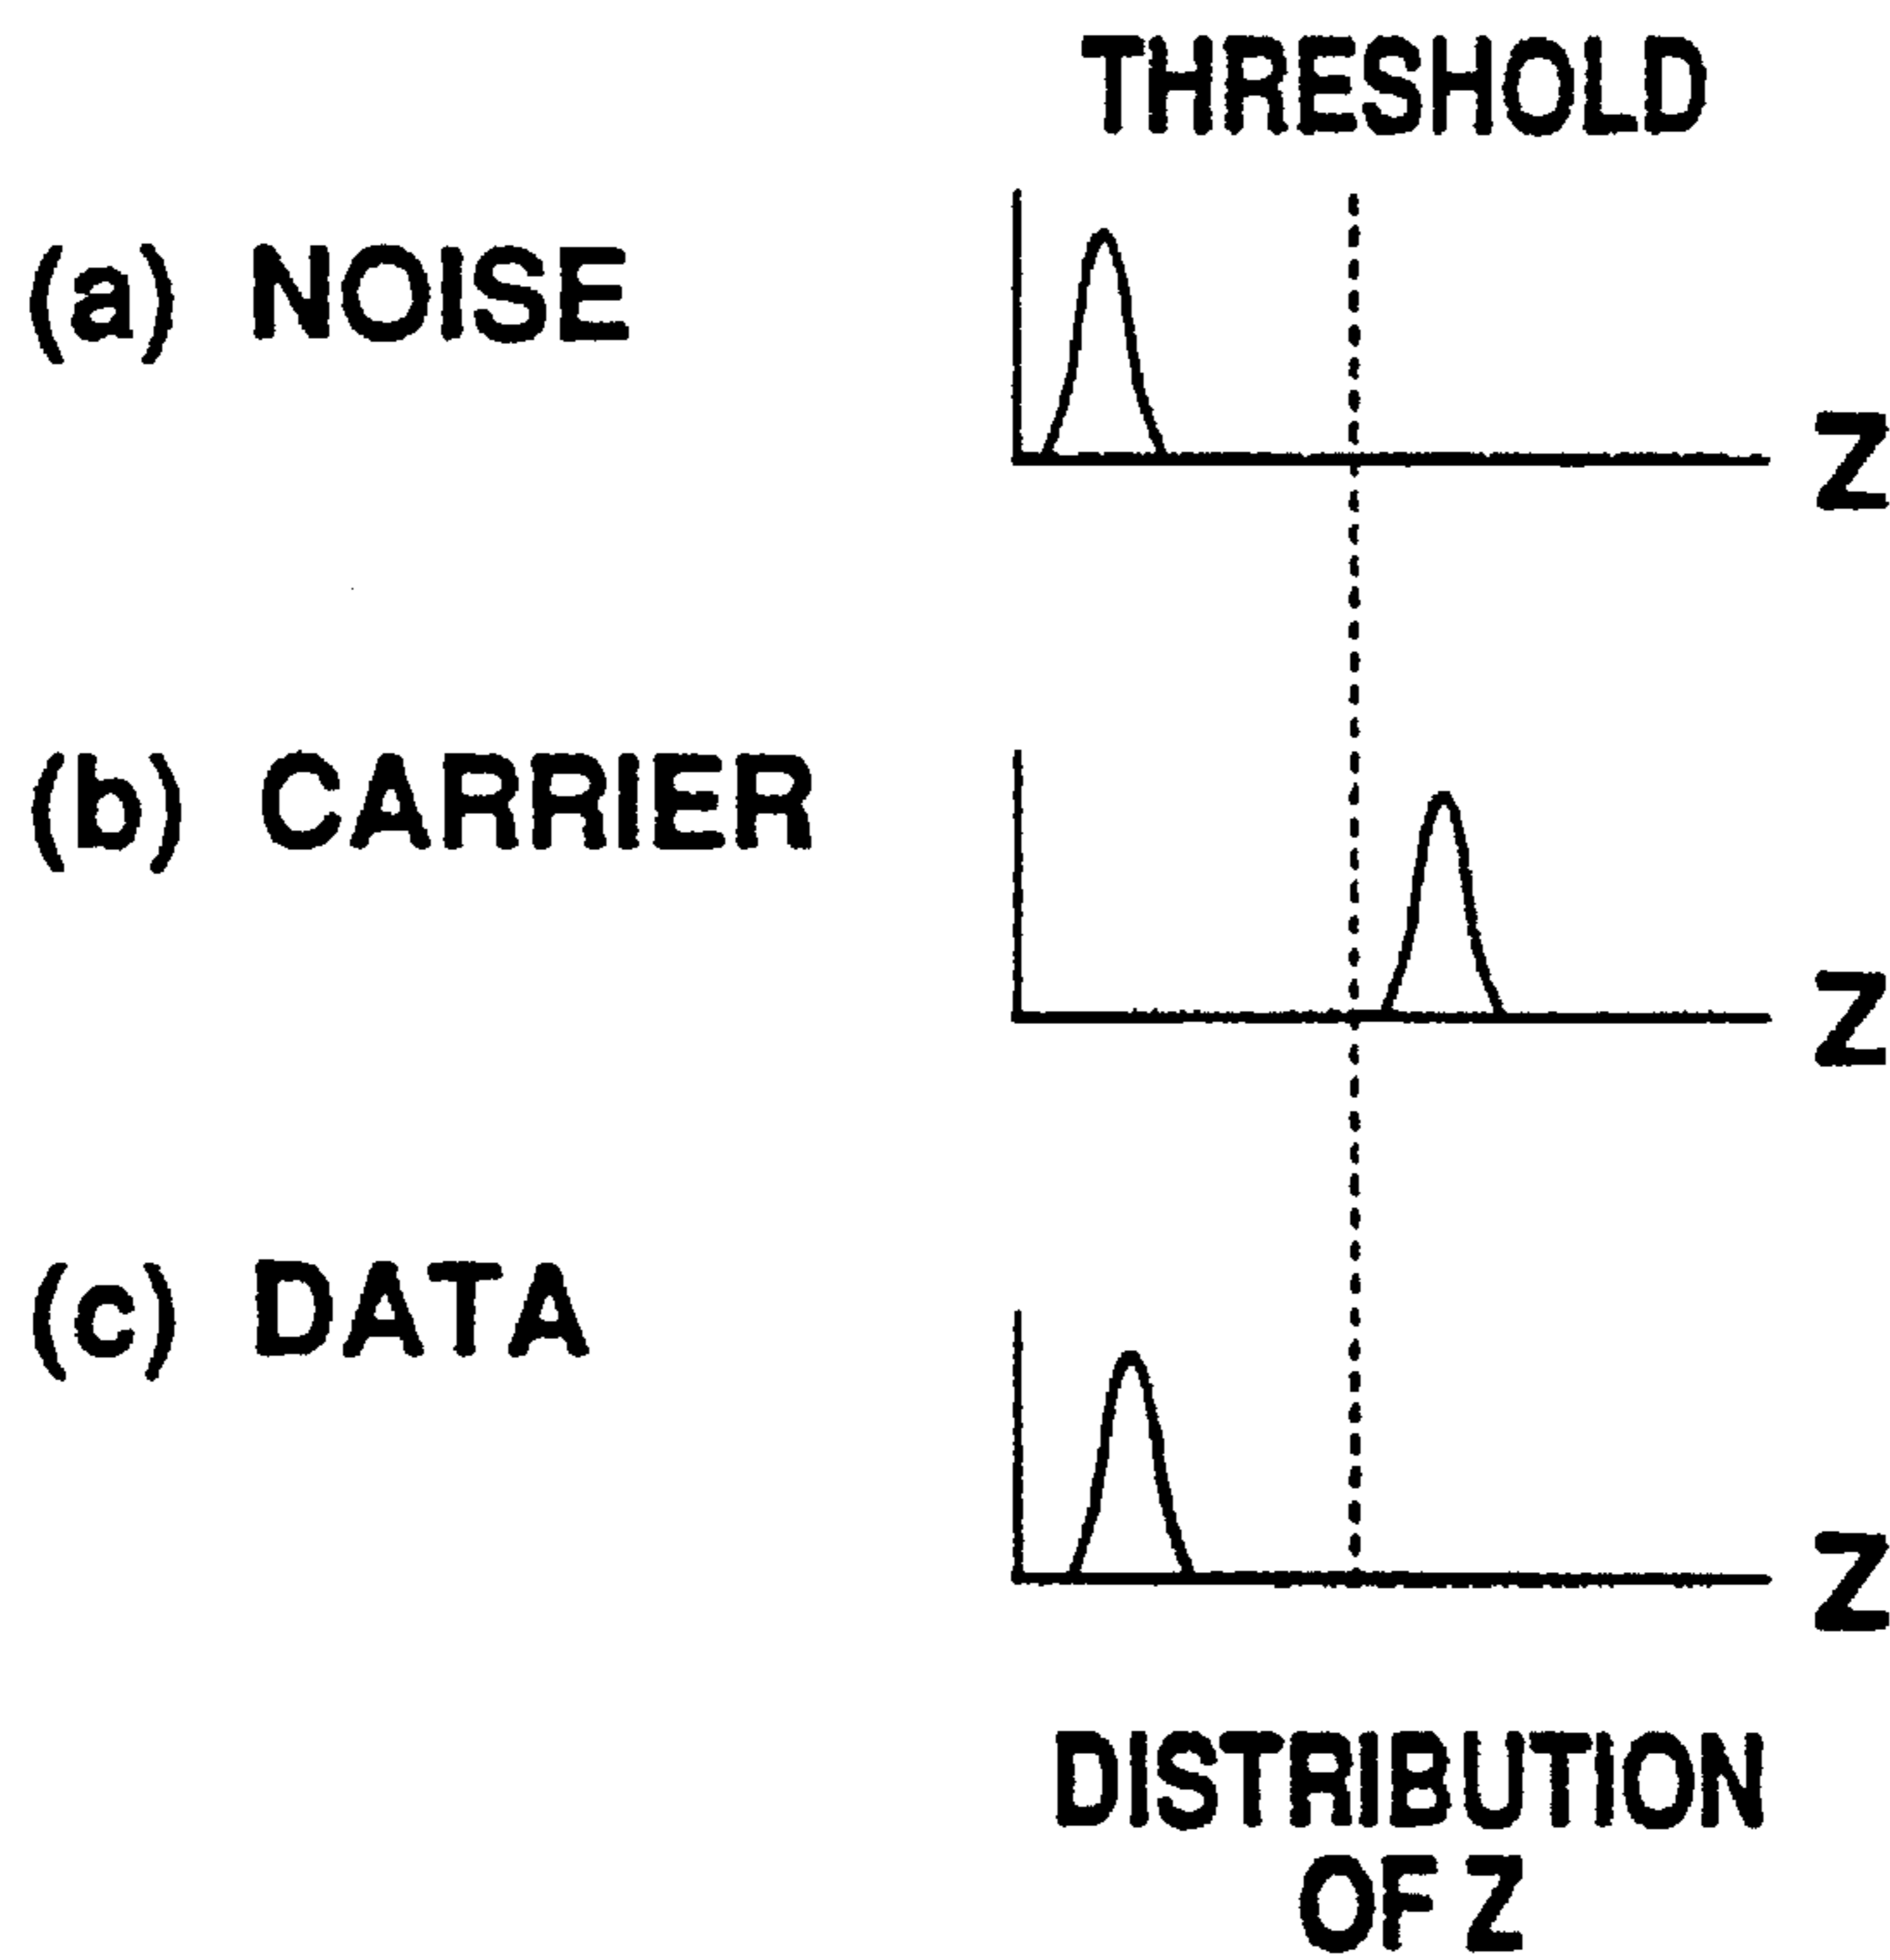 THRESHOLD
(a) NOISE
Z
(b) CARRIER
Z
(c) DATA
Z
DISTRIBUTION
OF Z